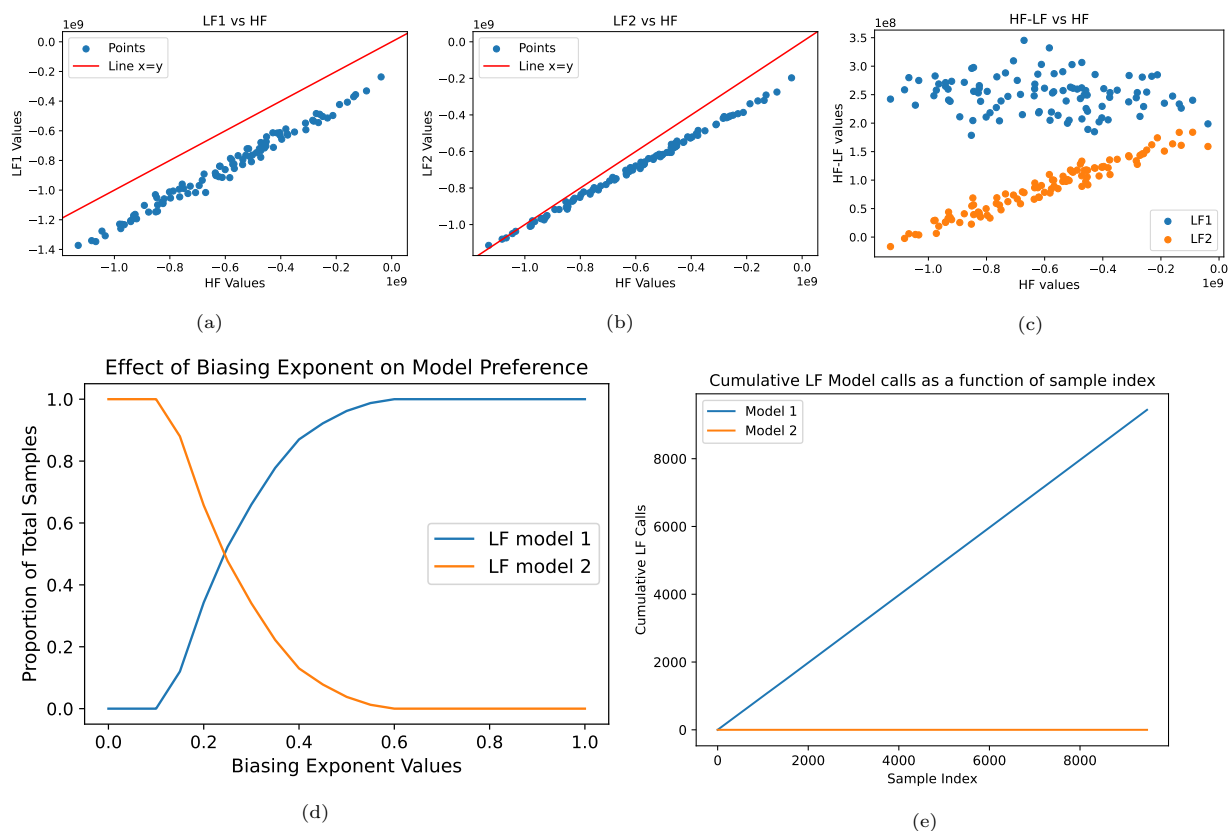 LF1 vs HF
1e9
0.0
−0.2
−0.4
−0.6
−0.8
−1.0
−1.2
−1.4
LF1 Values
Points
Line x=y
−1.0
−0.8
−0.6
−0.4
−0.2
0.0
HF Values
1e9
(a)
LF2 vs HF
1e9
0.0
−0.2
−0.4
−0.6
−0.8
−1.0
LF2 Values
Points
Line x=y
−1.0
−0.8
−0.6
−0.4
−0.2
0.0
HF Values
1e9
(b)
HF-LF vs HF
1e8
3.5
3.0
2.5
2.0
1.5
1.0
0.5
0.0
HF-LF values
LF1
LF2
−1.0
−0.8
−0.6
−0.4
−0.2
0.0
HF values
1e9
(c)
Effect of Biasing Exponent on Model Preference
1.0
0.8
0.6
0.4
0.2
0.0
Proportion of Total Samples
LF model 1
LF model 2
0.0
0.2
0.4
0.6
0.8
1.0
Biasing Exponent Values
(d)
Cumulative LF Model calls as a function of sample index
Model 1
Model 2
8000
6000
4000
2000
0
Cumulative LF Calls
0
2000
4000
6000
8000
Sample Index
(e)